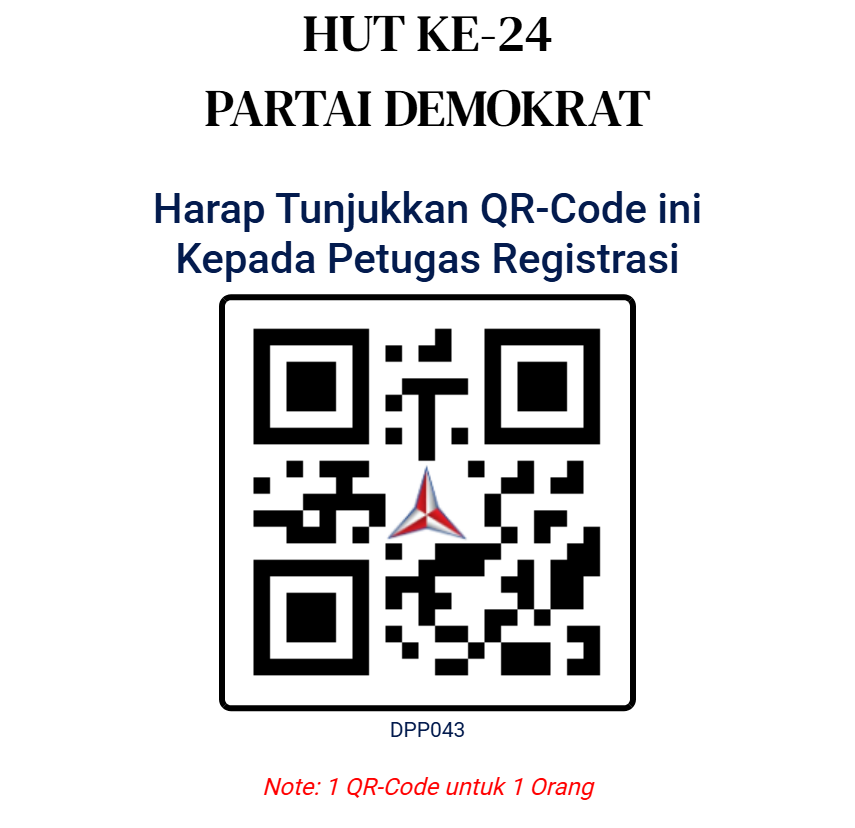 HUT KE-24
PARTAI DEMOKRAT
Harap Tunjukkan QR-Code ini
Kepada Petugas Registrasi
DPP043
Note: 1 QR-Code untuk 1 Orang